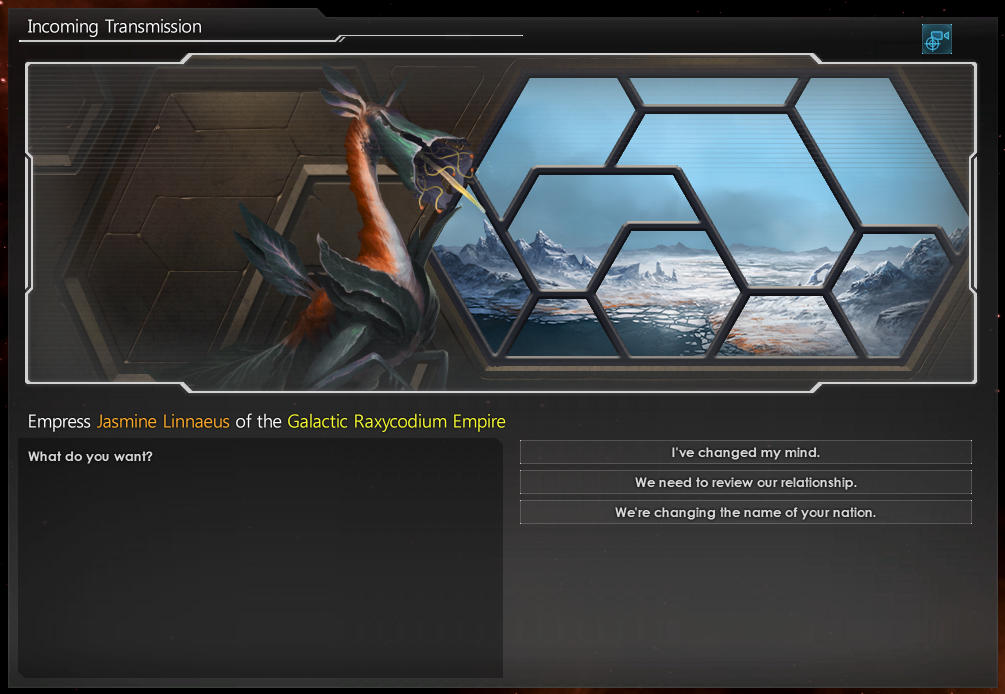 Incoming Transmission
Empress Jasmine Linnaeus of the Galactic Raxycodium Empire
What do you want?
I've changed my mind.
We need to review our relationship.
We're changing the name of your nation.